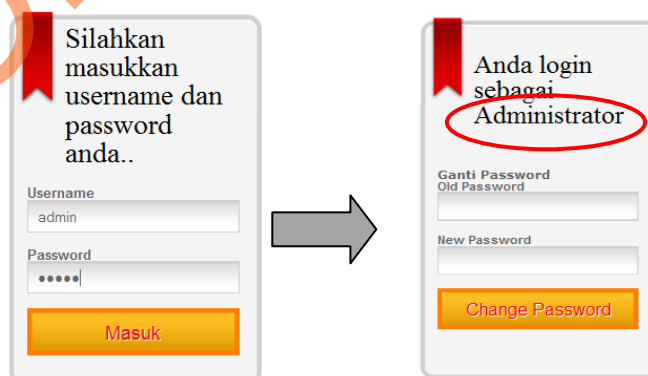 Silahkan
masukkan
username dan
password
anda..
Username
admin
Password
•••••
Masuk
Anda login
sebagai
Administrator
Ganti Password
Old Password
New Password
Change Password